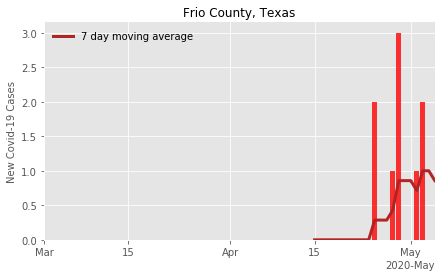 Frio County, Texas
7 day moving average
New Covid-19 Cases
3.0
2.5
2.0
1.5
1.0
0.5
0.0
Mar 15 Apr 15 May
2020-May